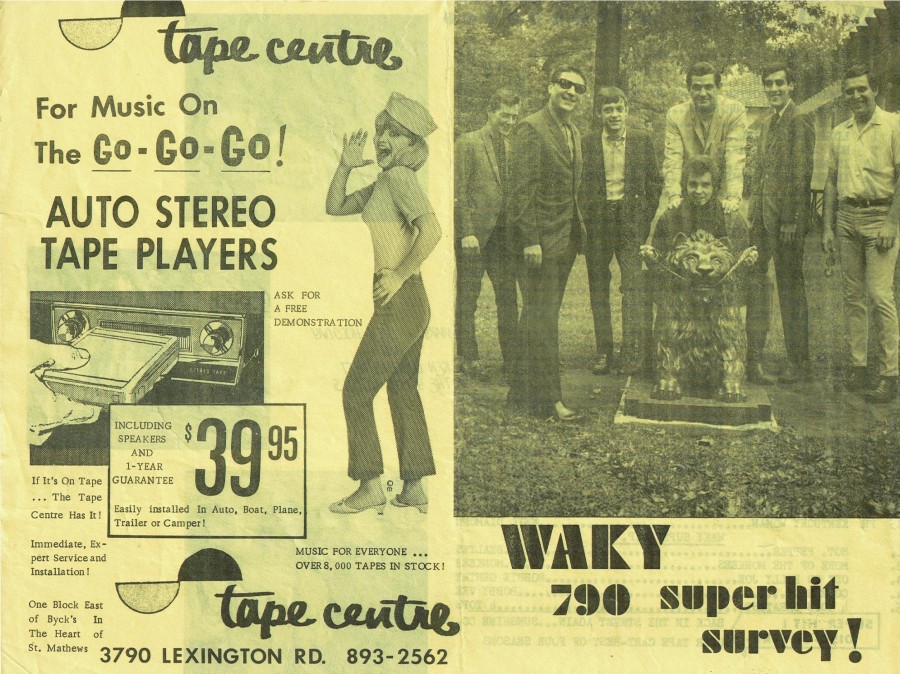 tape centre
For Music On
The Go-Go-Go!
AUTO STEREO
TAPE PLAYERS
ASK FOR
A FREE
DEMONSTRATION
STEREO TAPE
INCLUDING
SPEAKERS
AND
1-YEAR
GUARANTEE
$39.95
Easily installed In Auto, Boat, Plane,
Trailer or Camper!
If It's On Tape
... The Tape
Centre Has It!
Immediate, Ex-
pert Service and
Installation!
One Block East
of Byck's In
The Heart of
St. Mathews
MUSIC FOR EVERYONE ...
OVER 8,000 TAPES IN STOCK!
tape centre
3790 LEXINGTON RD. 893-2562
WAKY
790 super hit
survey!